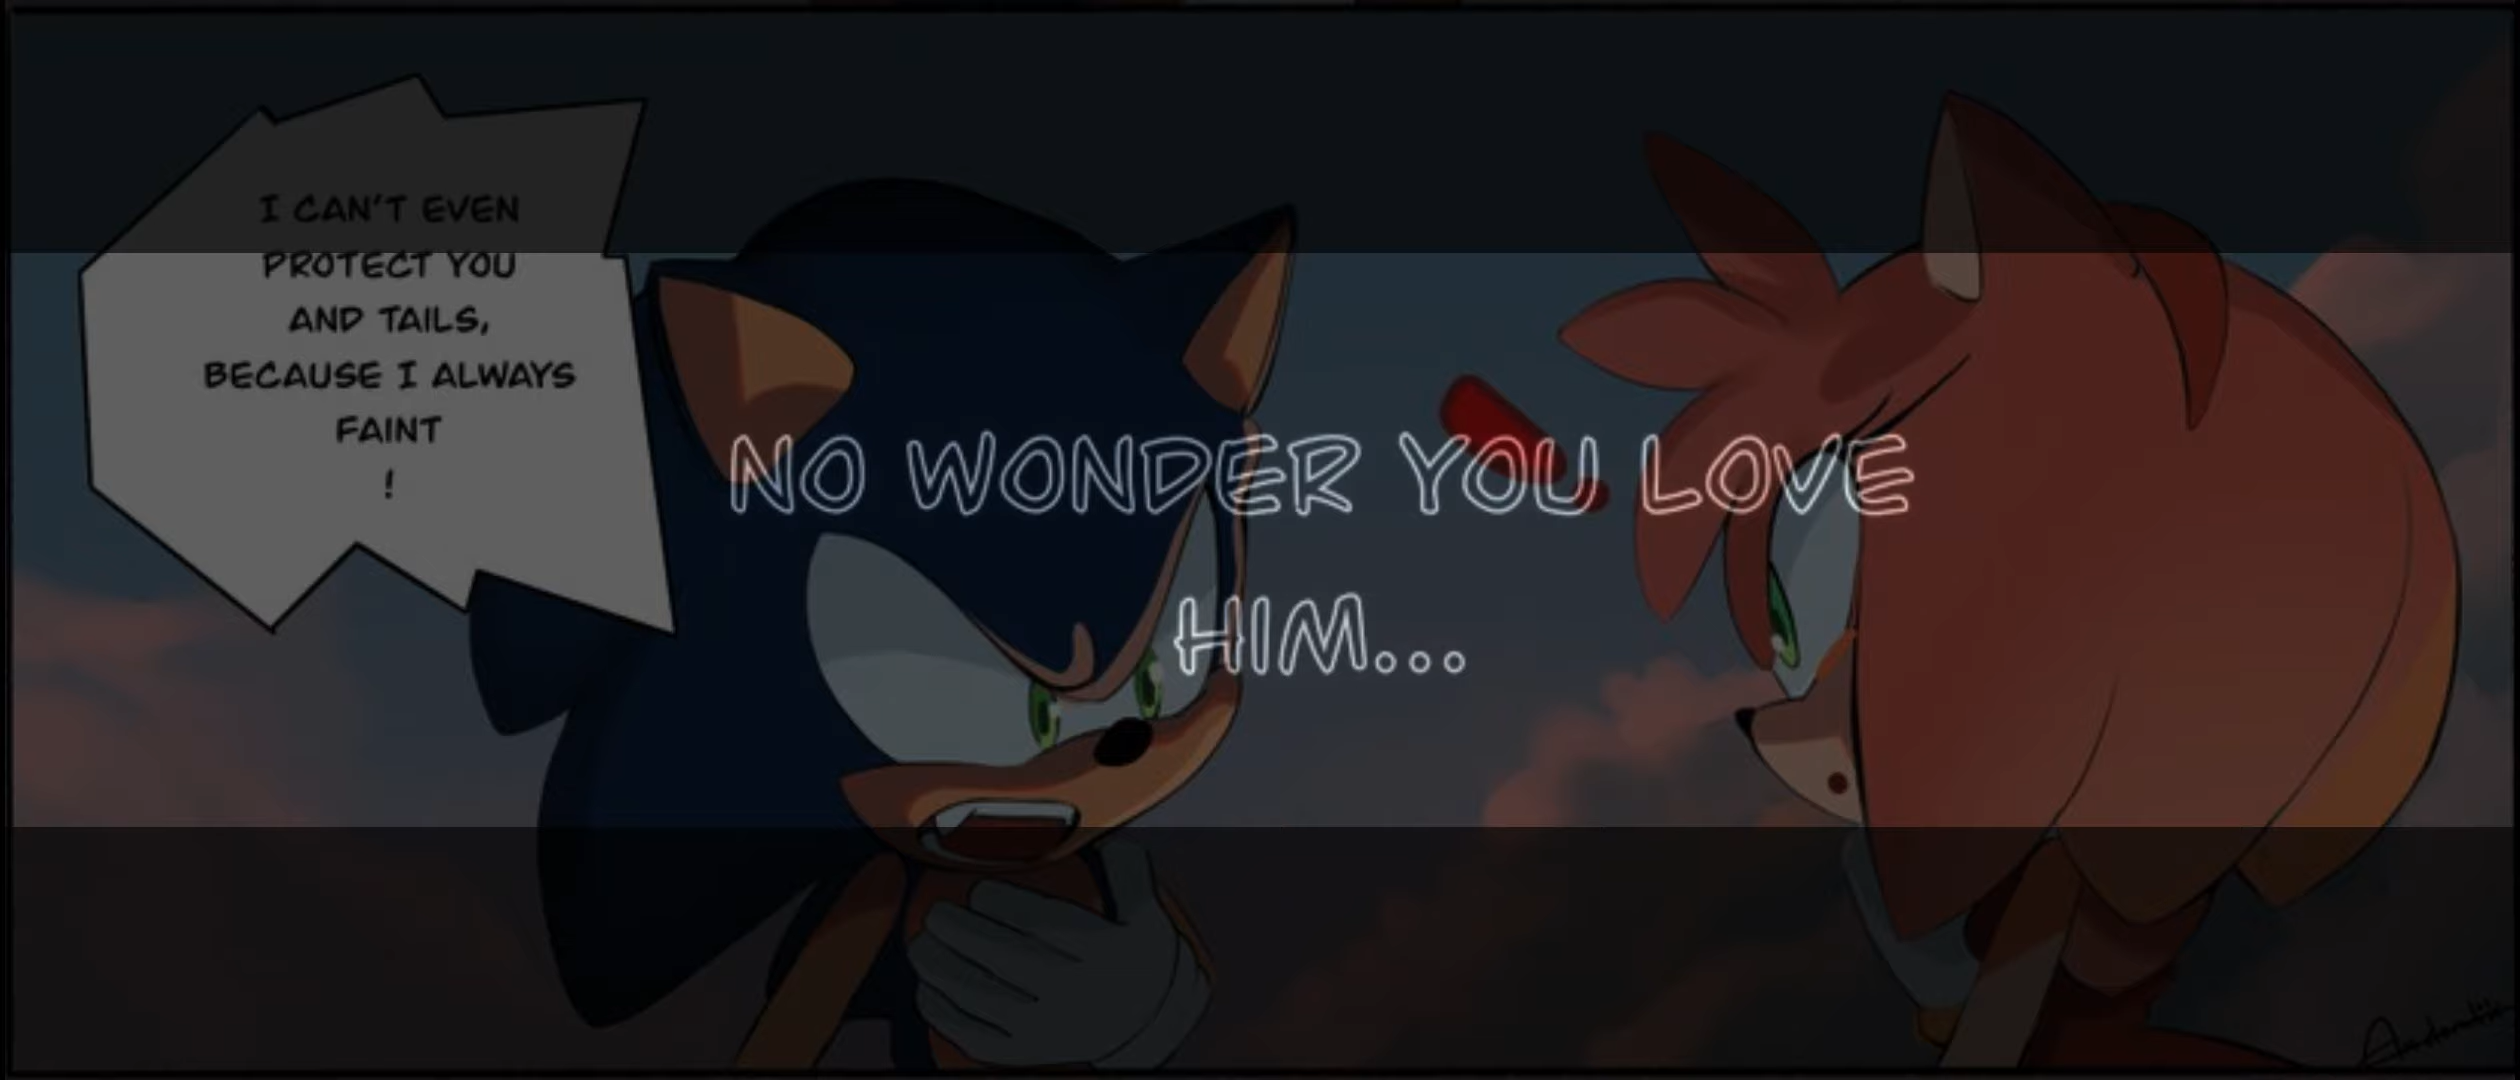 I CAN'T EVEN
PROTECT YOU
AND TAILS,
BECAUSE I ALWAYS
FAINT
!
NO WONDER YOU LOVE
HIM...